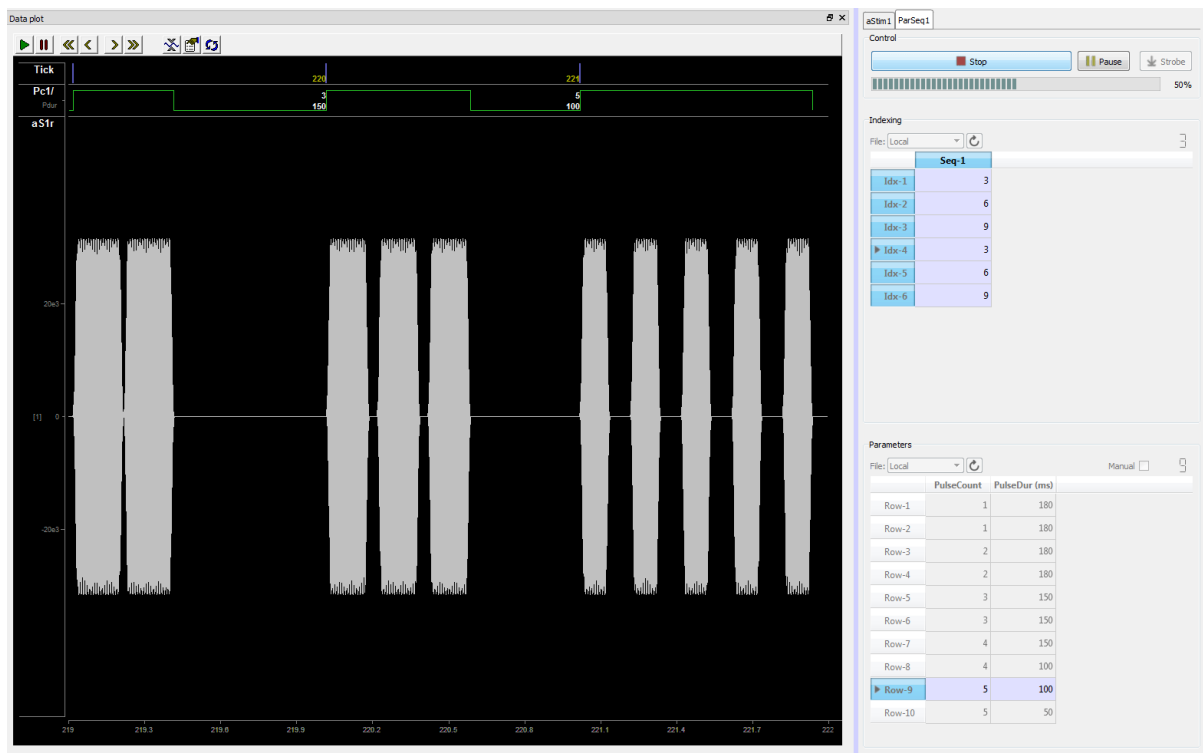 Data plot
aStim1 ParSeq1
Control
Stop Pause Strobe
50%
Tick
220 221
Pc1/ 3 5
Pdur 150 100
aS1r
20e3
[1] 0
-20e3
219 219.3 219.6 219.9 220.2 220.5 220.8 221.1 221.4 221.7 222
Indexing
File: Local 3
Seq-1
Idx-1 3
Idx-2 6
Idx-3 9
Idx-4 3
Idx-5 6
Idx-6 9
Parameters
File: Local Manual 9
PulseCount PulseDur (ms)
Row-1 1 180
Row-2 1 180
Row-3 2 180
Row-4 2 180
Row-5 3 150
Row-6 3 150
Row-7 4 150
Row-8 4 100
Row-9 5 100
Row-10 5 50